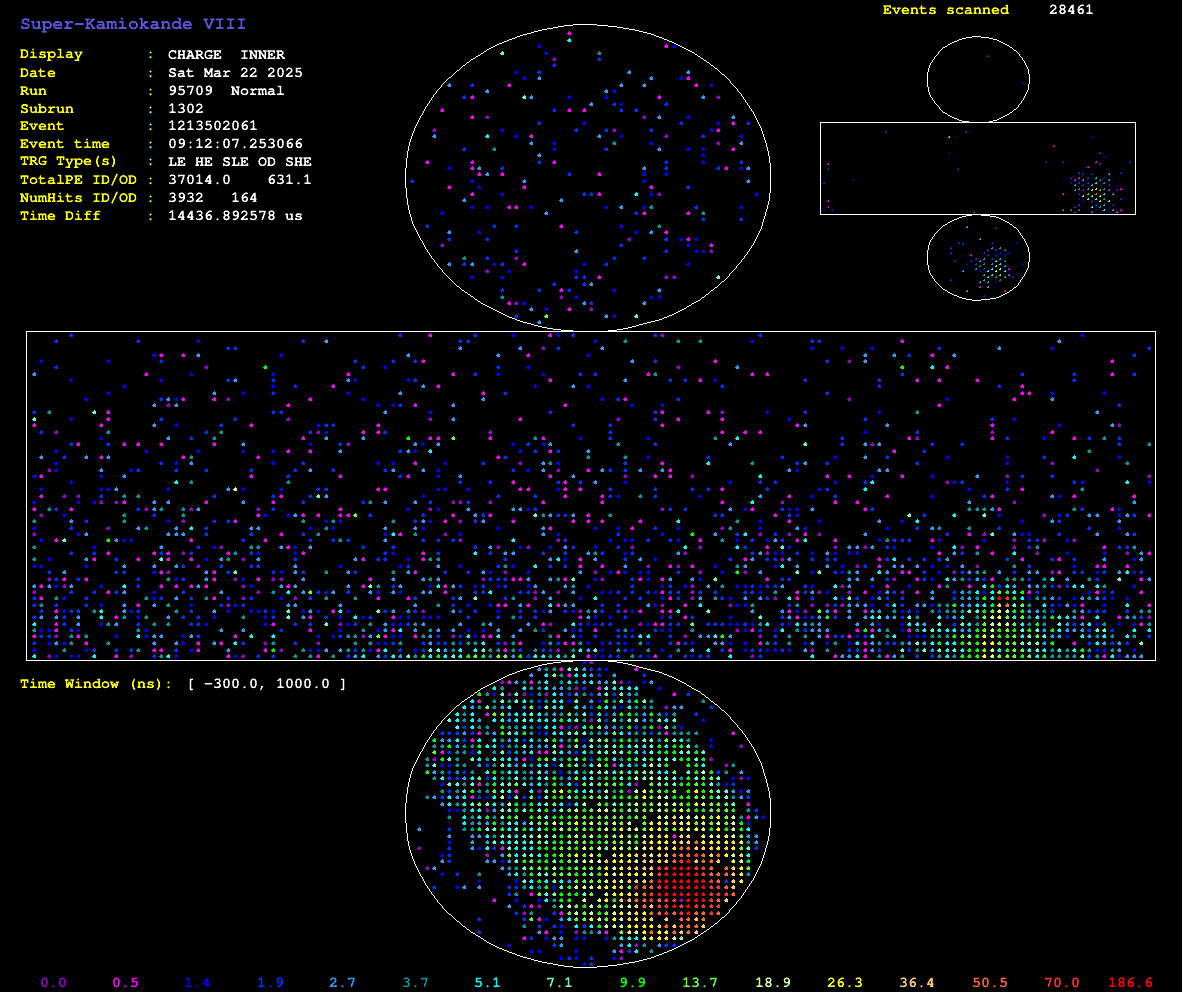 Super-Kamiokande VIII
Events scanned 28461
Display : CHARGE INNER
Date : Sat Mar 22 2025
Run : 95709 Normal
Subrun : 1302
Event : 1213502061
Event time : 09:12:07.253066
TRG Type(s) : LE HE SLE OD SHE
TotalPE ID/OD : 37014.0 631.1
NumHits ID/OD : 3932 164
Time Diff : 14436.892578 us
Time Window (ns): [ -300.0, 1000.0 ]
0.0 0.5 1.4 1.9 2.7 3.7 5.1 7.1 9.9 13.7 18.9 26.3 36.4 50.5 70.0 186.6